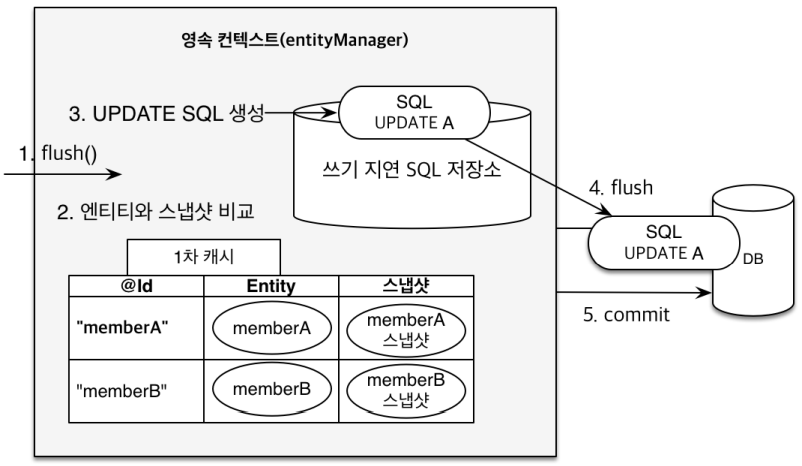 영속 컨텍스트(entityManager)
SQL
UPDATE A
3. UPDATE SQL 생성
1. flush()
쓰기 지연 SQL 저장소
4. flush
2. 엔티티와 스냅샷 비교
SQL
UPDATE A
DB
1차 캐시
@Id Entity 스냅샷
5. commit
"memberA" memberA memberA
스냅샷
"memberB" memberB memberB
스냅샷